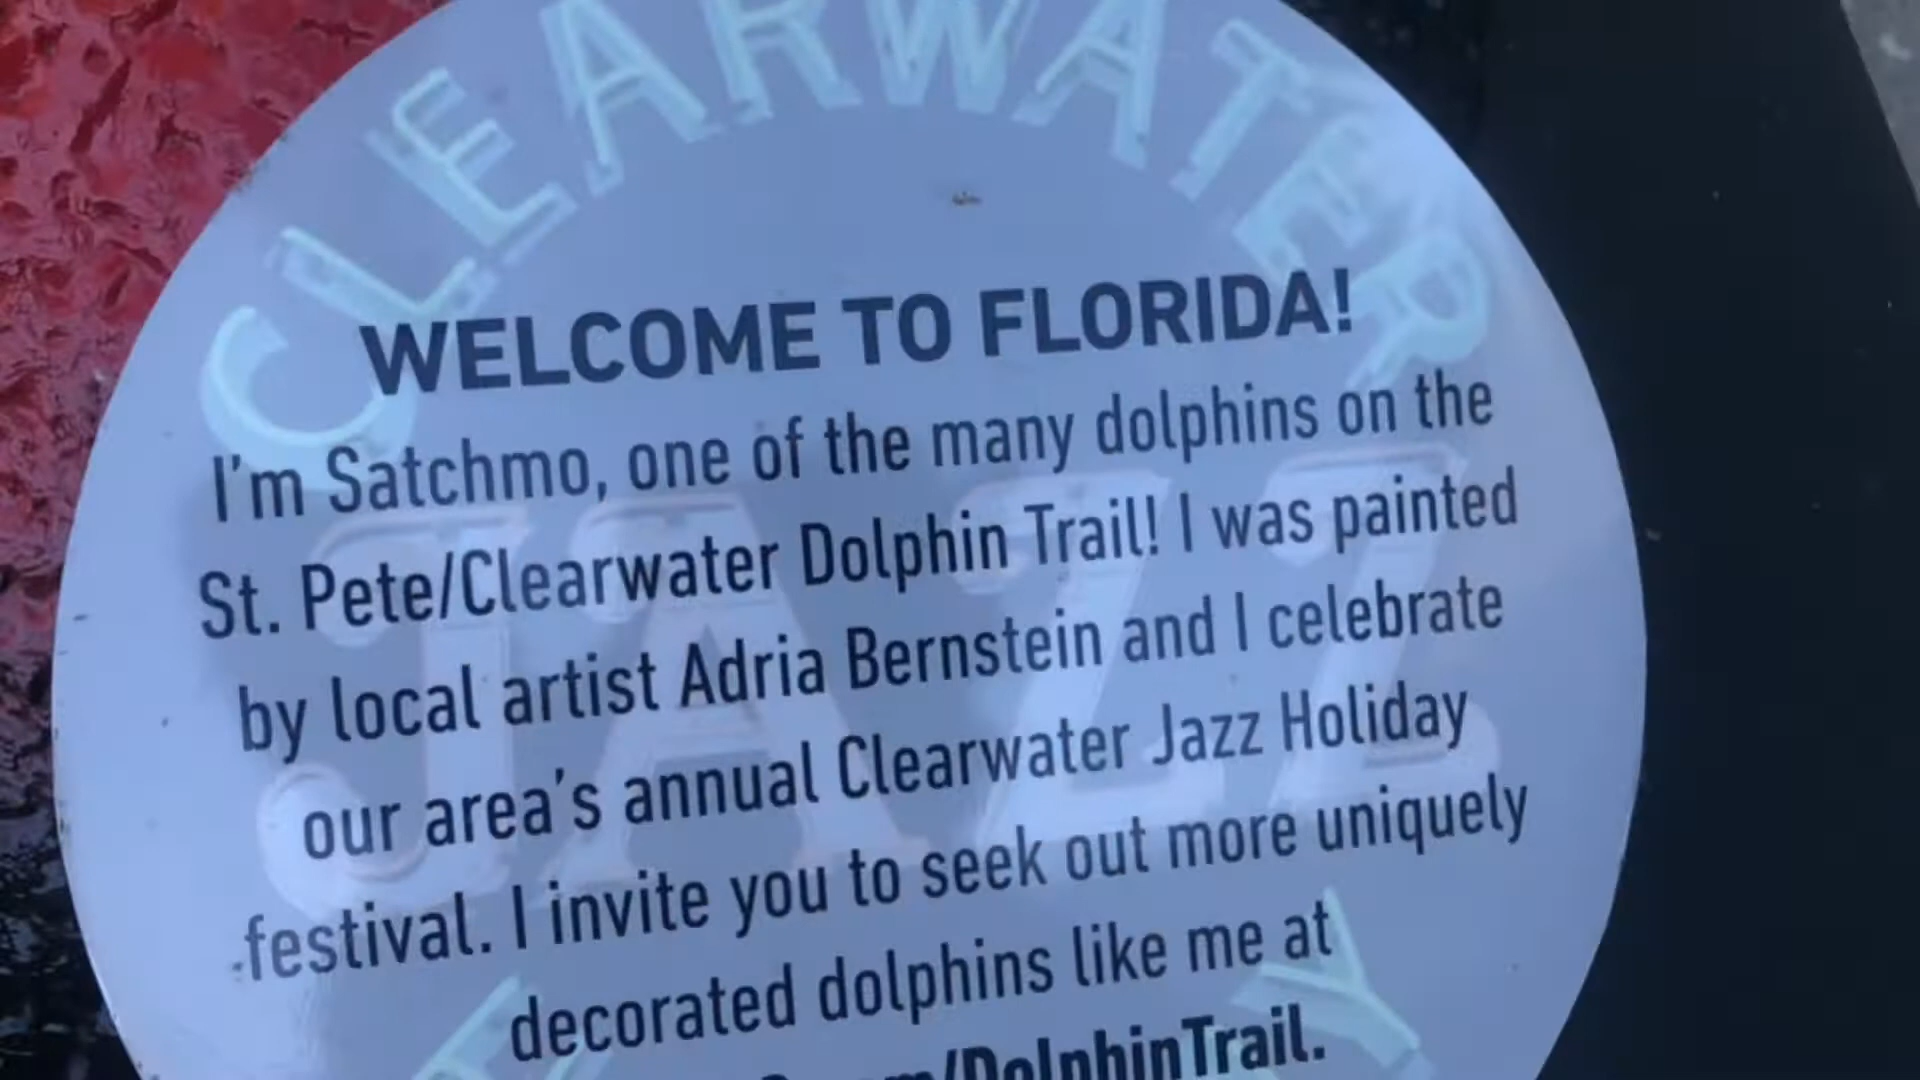 CLEARWATER
JAZZ
WELCOME TO FLORIDA!
I'm Satchmo, one of the many dolphins on the
St. Pete/Clearwater Dolphin Trail! I was painted
by local artist Adria Bernstein and I celebrate
our area's annual Clearwater Jazz Holiday
festival. I invite you to seek out more uniquely
decorated dolphins like me at
/DolphinTrail.